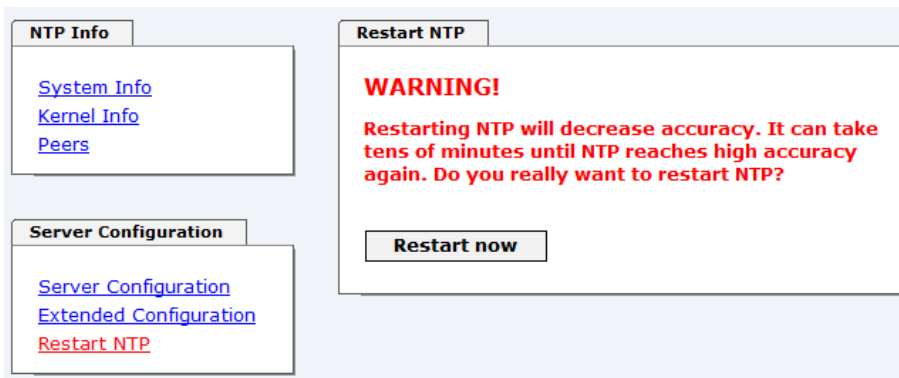 NTP Info
System Info
Kernel Info
Peers
Server Configuration
Server Configuration
Extended Configuration
Restart NTP
Restart NTP
WARNING!
Restarting NTP will decrease accuracy. It can take
tens of minutes until NTP reaches high accuracy
again. Do you really want to restart NTP?
Restart now